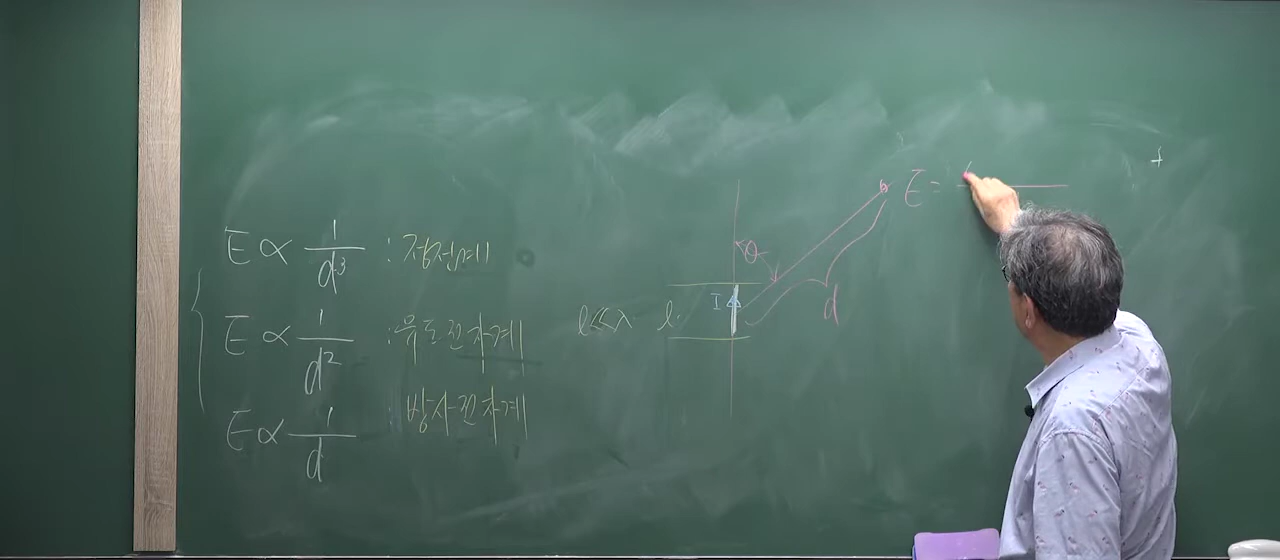 E ∝ 1/d³ : 정전계
E ∝ 1/d² : 유도전자계
E ∝ 1/d : 방사전자계
l ≪ λ l I θ d
E =